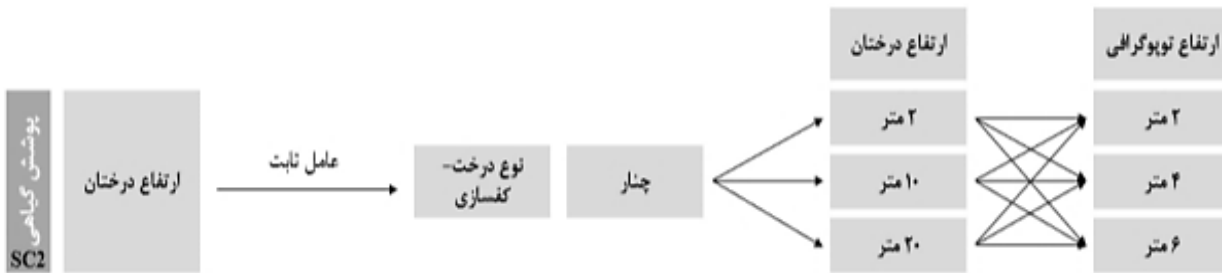 ارتفاع درختان
ارتفاع توپوگرافی
پوشش گیاهی
SC2
ارتفاع درختان
عامل ثابت
نوع درخت-
کفسازی
چنار
۲ متر
۱۰ متر
۲۰ متر
۲ متر
۴ متر
۶ متر